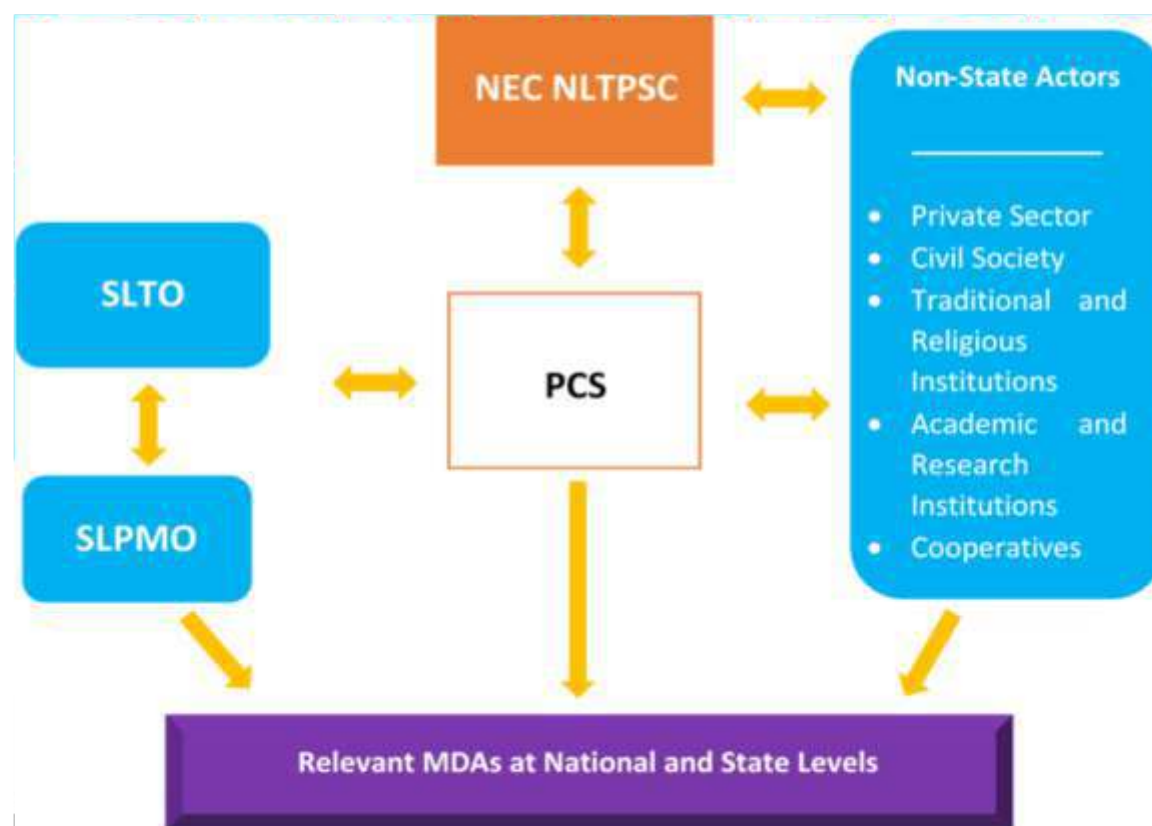 NEC NLTPSC
Non-State Actors
• Private Sector
• Civil Society
• Traditional and
Religious
Institutions
• Academic and
Research
Institutions
• Cooperatives
SLTO
PCS
SLPMO
Relevant MDAs at National and State Levels